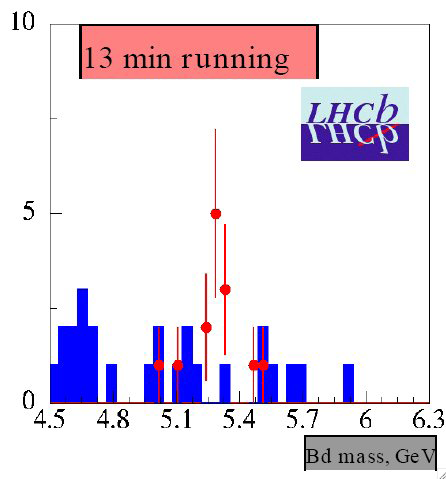 10
13 min running
LHCb
LHCb
5
0
4.5 4.8 5.1 5.4 5.7 6 6.3
Bd mass, GeV